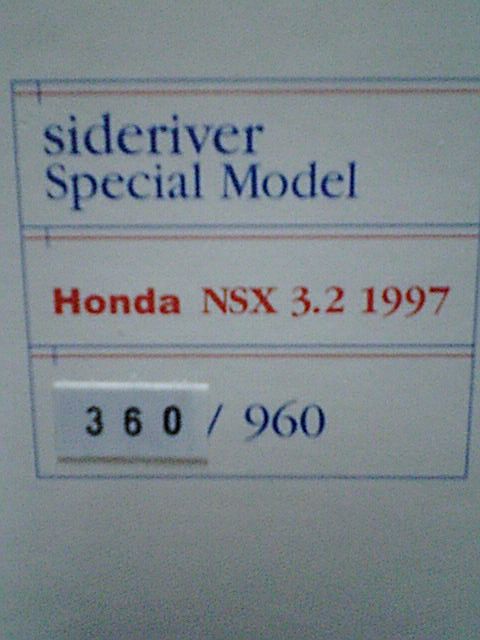 sideriver
Special Model
Honda NSX 3.2 1997
360 / 960